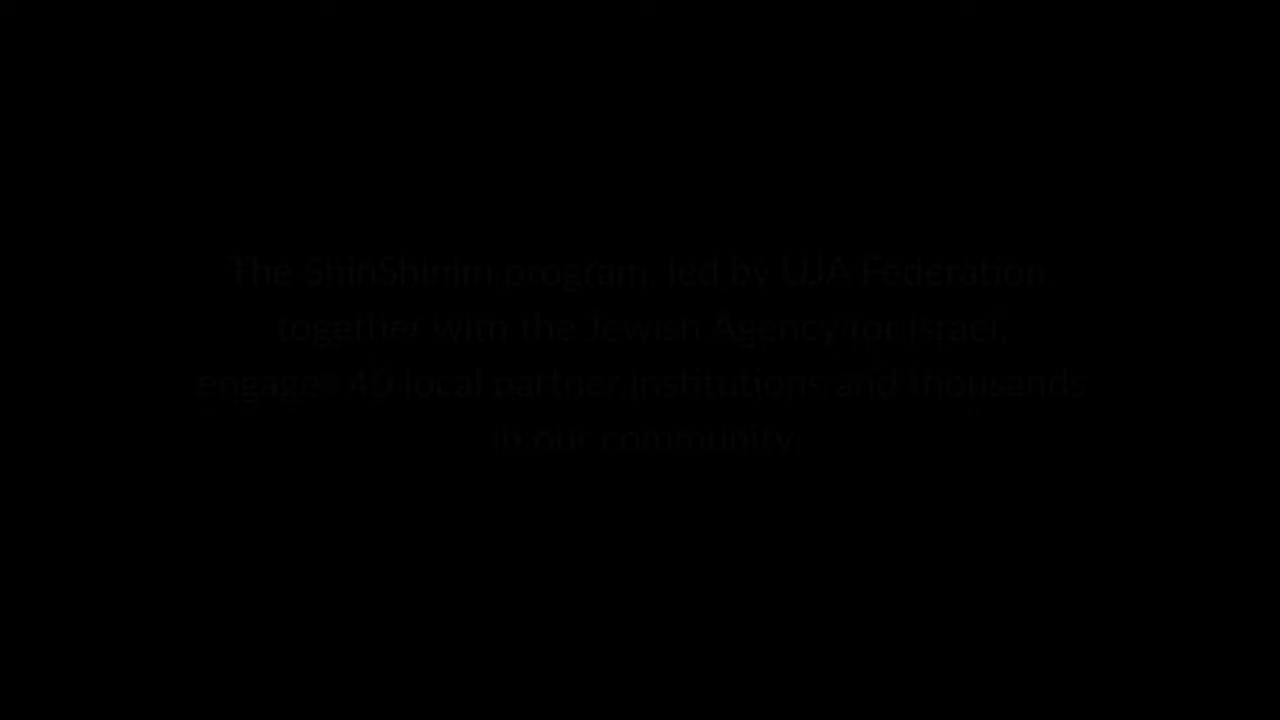 The ShinShinim program, led by UJA Federation
together with the Jewish Agency for Israel,
engages 40 local partner institutions and thousands
in our community.